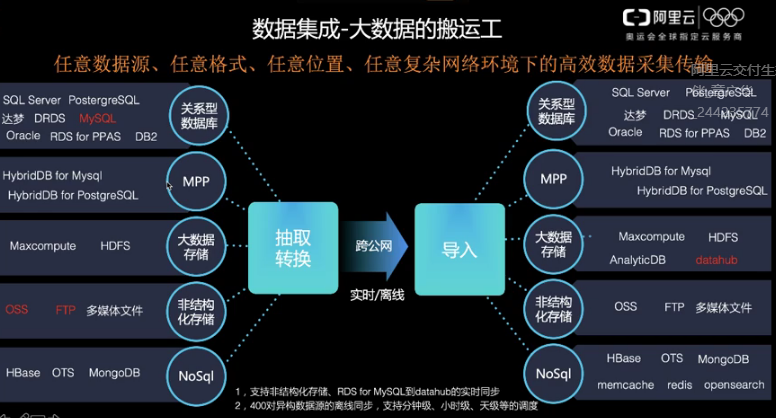 数据集成-大数据的搬运工
阿里云
奥运会全球指定云服务商
任意数据源、任意格式、任意位置、任意复杂网络环境下的高效数据采集传输
阿里云交付生
244935774
SQL Server PostergreSQL
达梦 DRDS MySQL
Oracle RDS for PPAS DB2
关系型
数据库
HybridDB for Mysql
HybridDB for PostgreSQL
MPP
Maxcompute HDFS
大数据
存储
OSS FTP 多媒体文件
非结构
化存储
HBase OTS MongoDB
NoSql
抽取
转换
跨公网
实时/离线
导入
关系型
数据库
SQL Server PostergreSQL
达梦 DRDS MySQL
Oracle RDS for PPAS DB2
MPP
HybridDB for Mysql
HybridDB for PostgreSQL
大数据
存储
Maxcompute HDFS
AnalyticDB datahub
非结构
化存储
OSS FTP 多媒体文件
NoSql
HBase OTS MongoDB
memcache redis opensearch
1，支持非结构化存储、RDS for MySQL到datahub的实时同步
2，400对异构数据源的离线同步，支持分钟级、小时级、天级等的调度